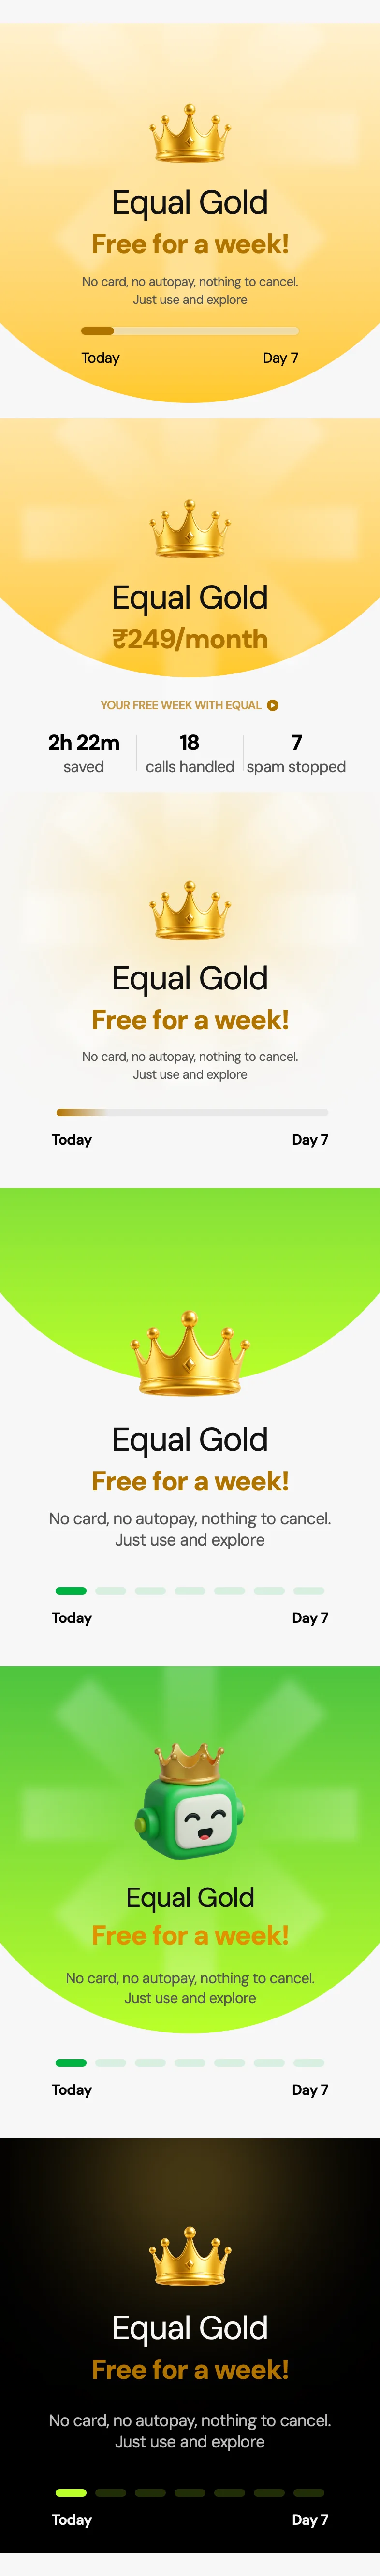 Equal Gold
Free for a week!
No card, no autopay, nothing to cancel.
Just use and explore
Today Day 7
Equal Gold
₹249/month
YOUR FREE WEEK WITH EQUAL
2h 22m 18 7
saved calls handled spam stopped
Equal Gold
Free for a week!
No card, no autopay, nothing to cancel.
Just use and explore
Today Day 7
Equal Gold
Free for a week!
No card, no autopay, nothing to cancel.
Just use and explore
Today Day 7
Equal Gold
Free for a week!
No card, no autopay, nothing to cancel.
Just use and explore
Today Day 7
Equal Gold
Free for a week!
No card, no autopay, nothing to cancel.
Just use and explore
Today Day 7